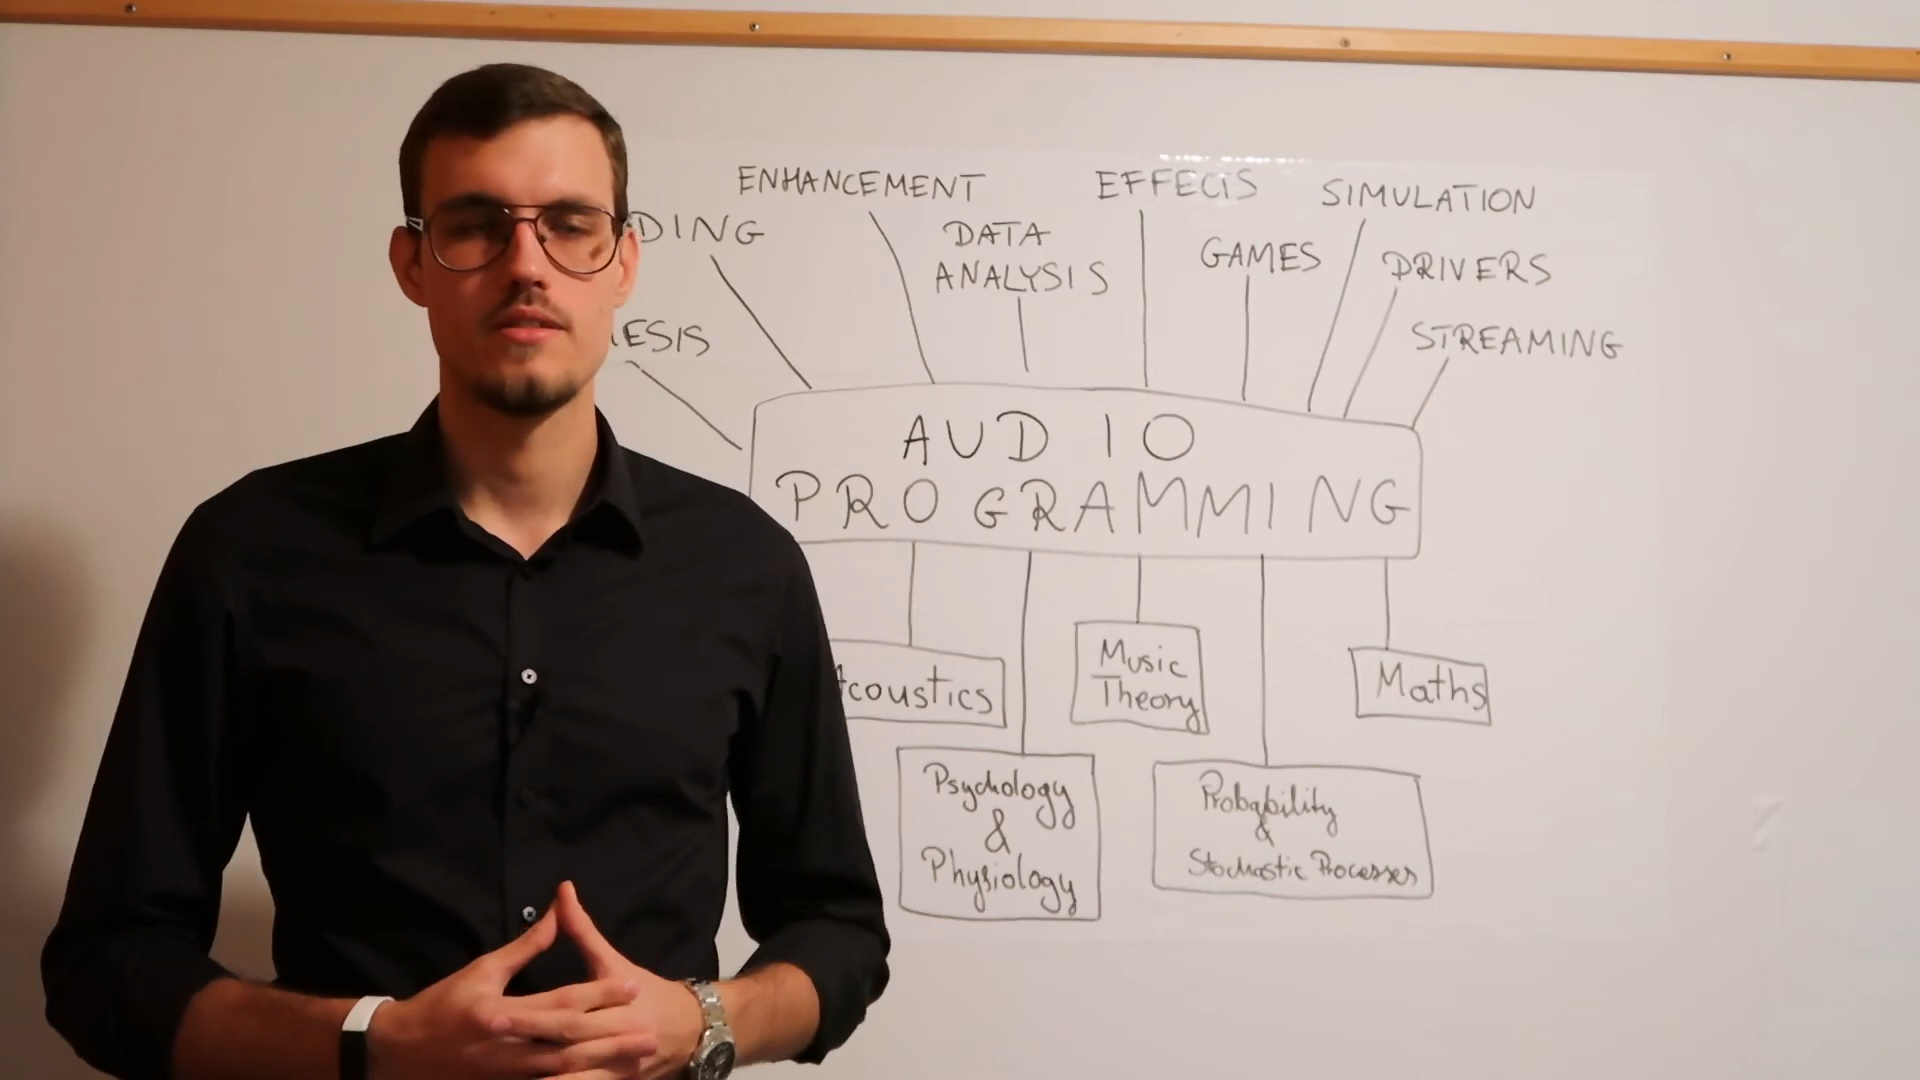 ENHANCEMENT
EFFECTS
SIMULATION
DING
DATA
ANALYSIS
GAMES
DRIVERS
ESIS
STREAMING
AUDIO
PROGRAMMING
Acoustics
Music
Theory
Maths
Psychology
&
Physiology
Probability
&
Stochastic Processes